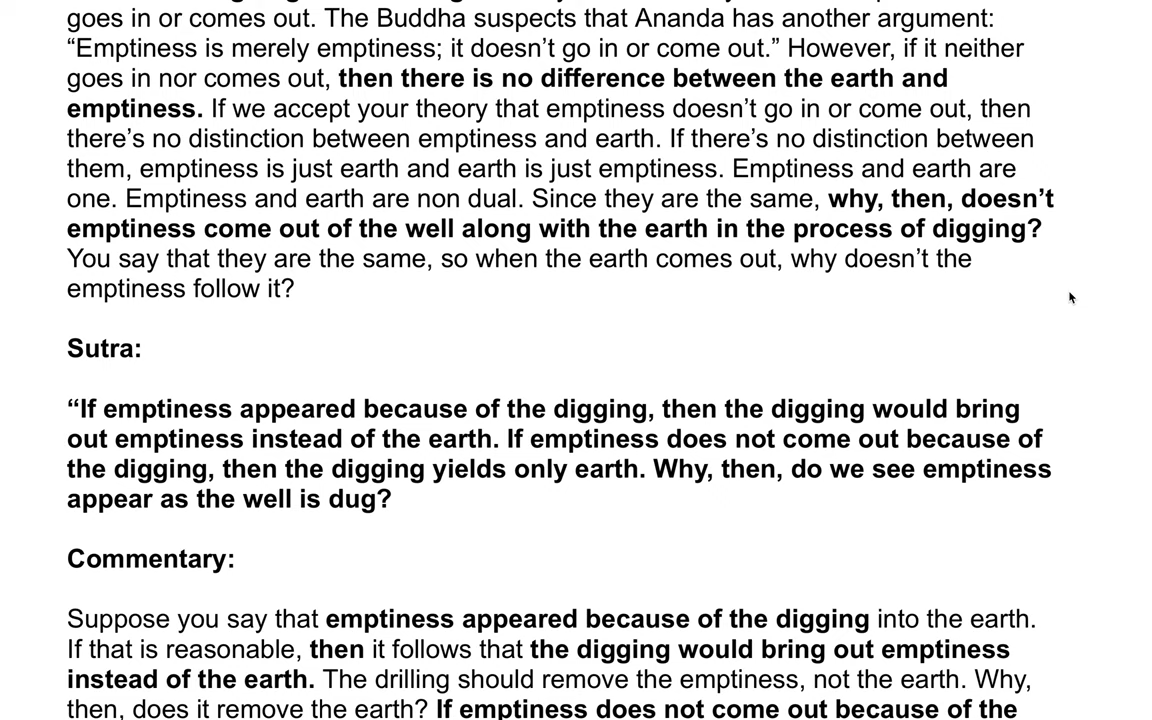 goes in or comes out. The Buddha suspects that Ananda has another argument:
“Emptiness is merely emptiness; it doesn’t go in or come out.” However, if it neither
goes in nor comes out, then there is no difference between the earth and
emptiness. If we accept your theory that emptiness doesn’t go in or come out, then
there’s no distinction between emptiness and earth. If there’s no distinction between
them, emptiness is just earth and earth is just emptiness. Emptiness and earth are
one. Emptiness and earth are non dual. Since they are the same, why, then, doesn’t
emptiness come out of the well along with the earth in the process of digging?
You say that they are the same, so when the earth comes out, why doesn’t the
emptiness follow it?
Sutra:
“If emptiness appeared because of the digging, then the digging would bring
out emptiness instead of the earth. If emptiness does not come out because of
the digging, then the digging yields only earth. Why, then, do we see emptiness
appear as the well is dug?
Commentary:
Suppose you say that emptiness appeared because of the digging into the earth.
If that is reasonable, then it follows that the digging would bring out emptiness
instead of the earth. The drilling should remove the emptiness, not the earth. Why,
then, does it remove the earth? If emptiness does not come out because of the